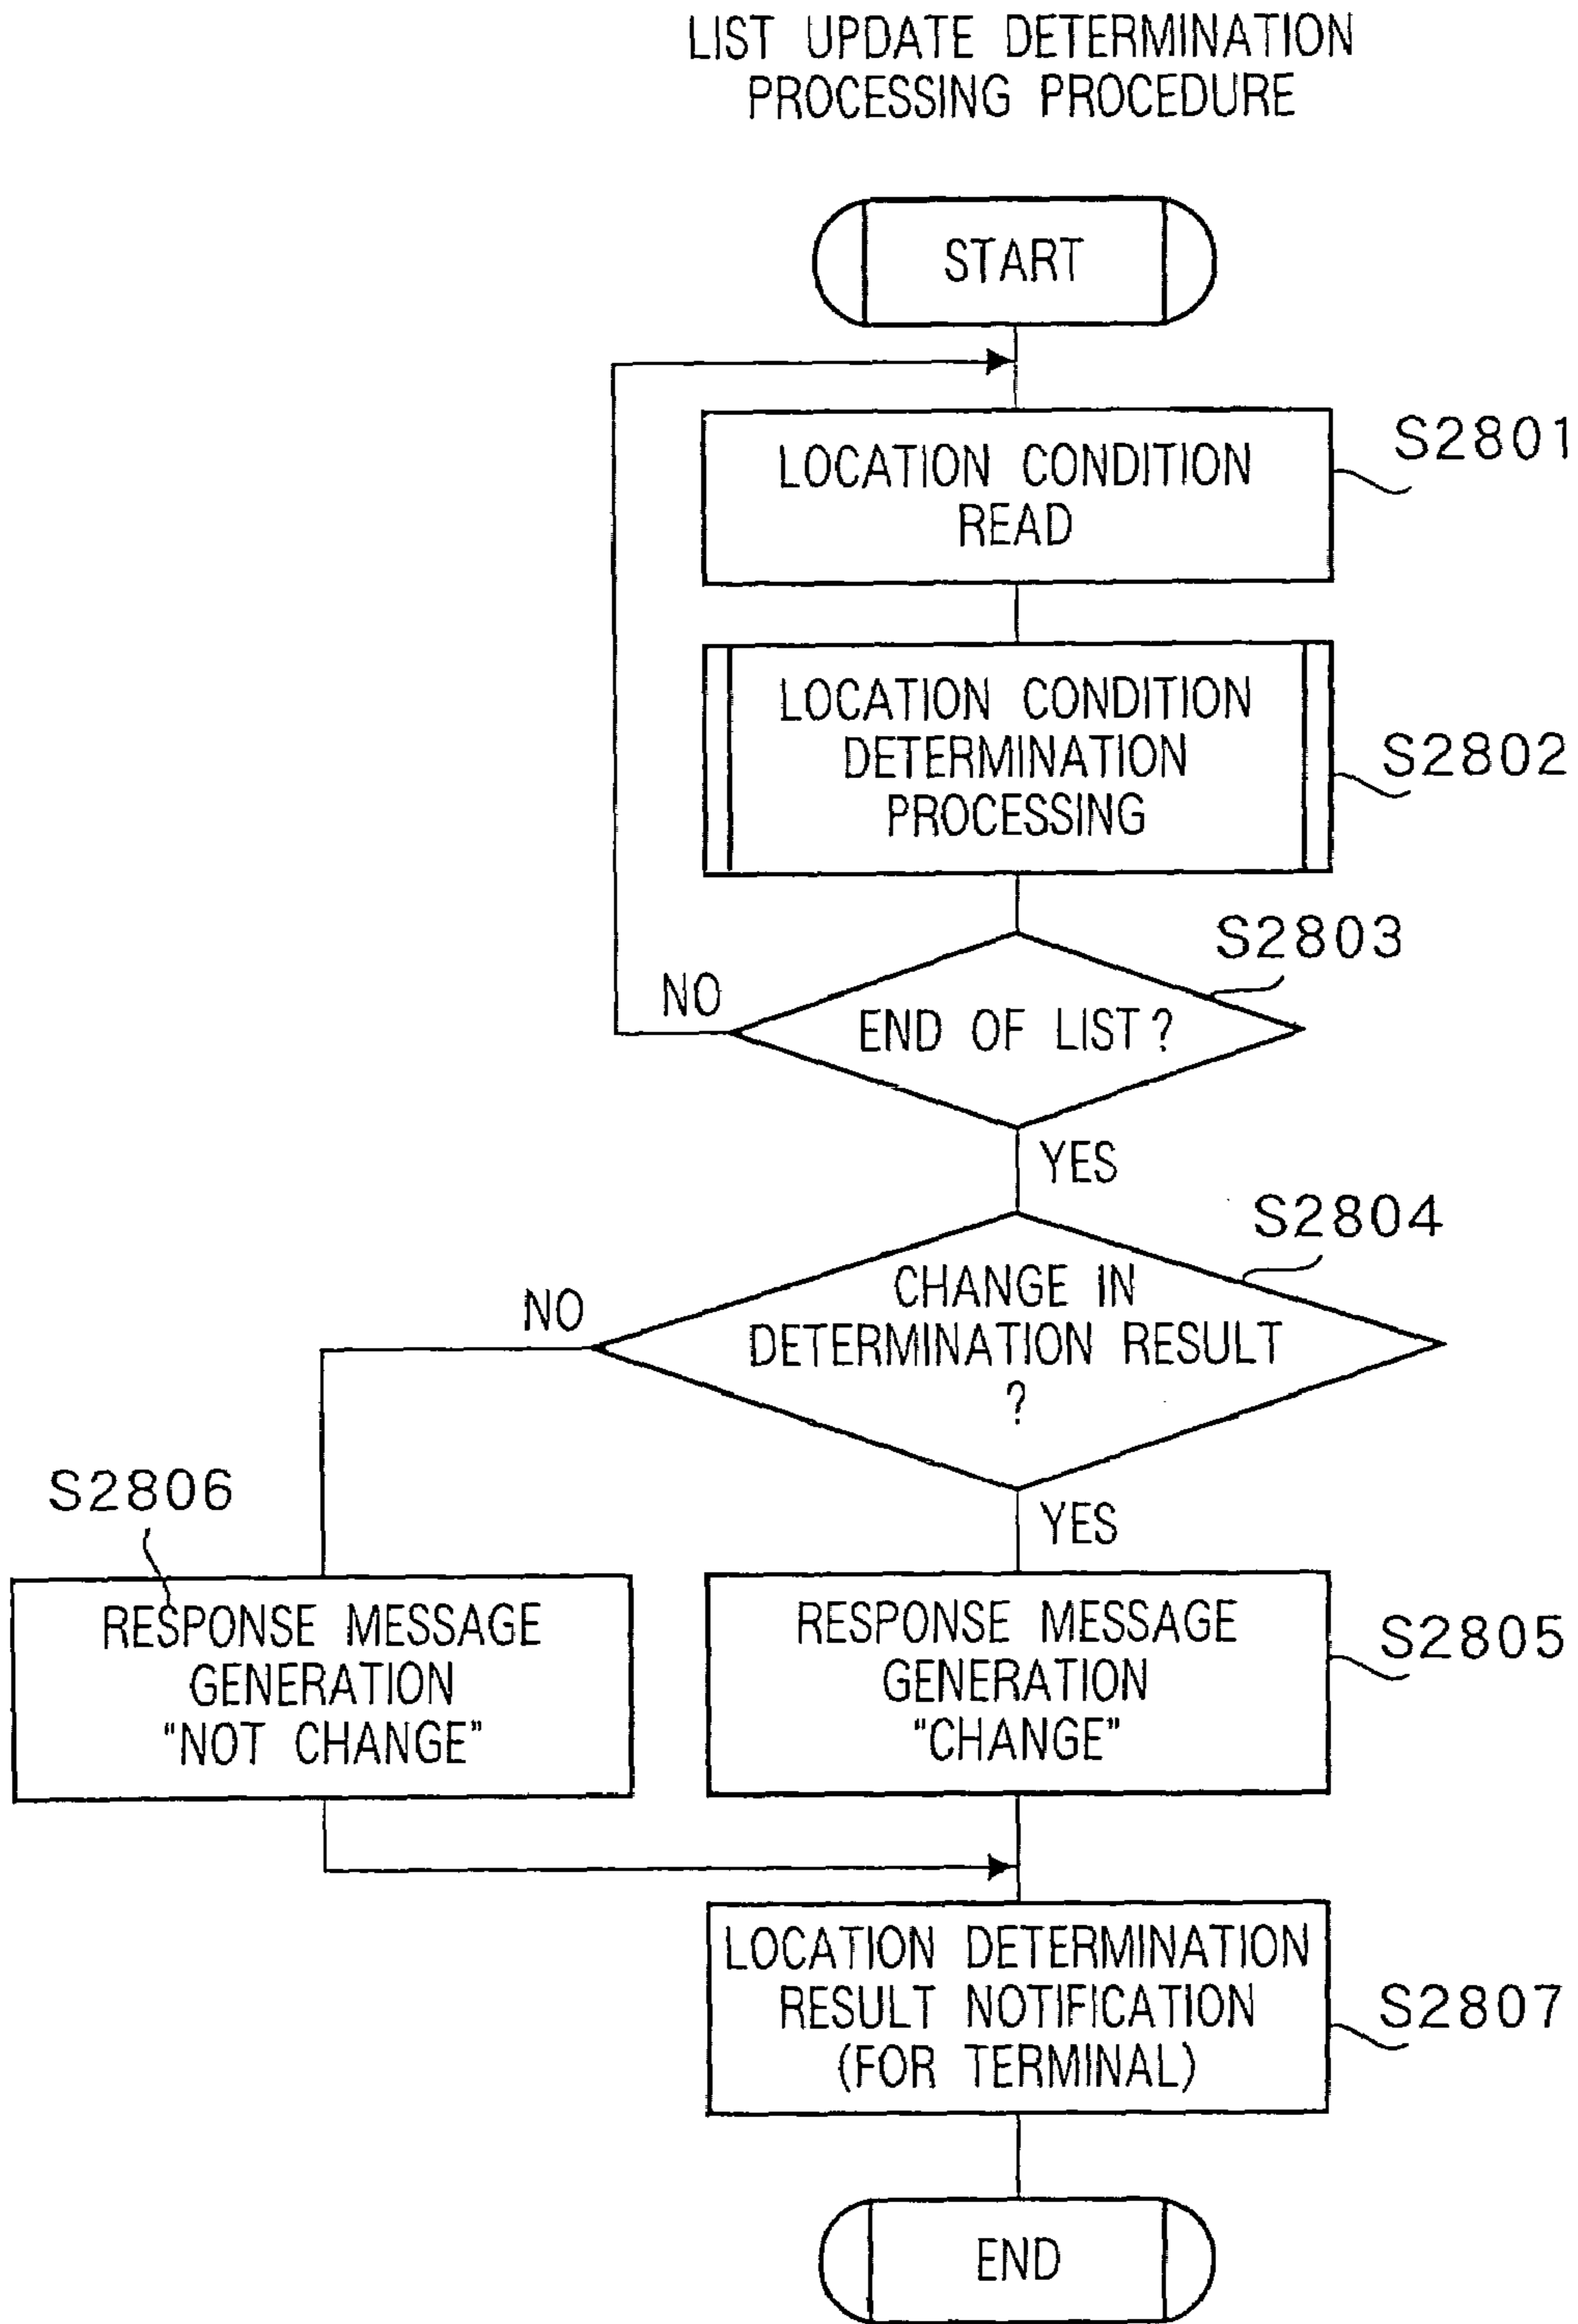 LIST UPDATE DETERMINATION
PROCESSING PROCEDURE
START
LOCATION CONDITION
READ
S2801
LOCATION CONDITION
DETERMINATION
PROCESSING
S2802
S2803
NO
END OF LIST?
YES
S2804
NO
CHANGE IN
DETERMINATION RESULT
?
YES
S2806
RESPONSE MESSAGE
GENERATION
"NOT CHANGE"
RESPONSE MESSAGE
GENERATION
"CHANGE"
S2805
LOCATION DETERMINATION
RESULT NOTIFICATION
(FOR TERMINAL)
S2807
END